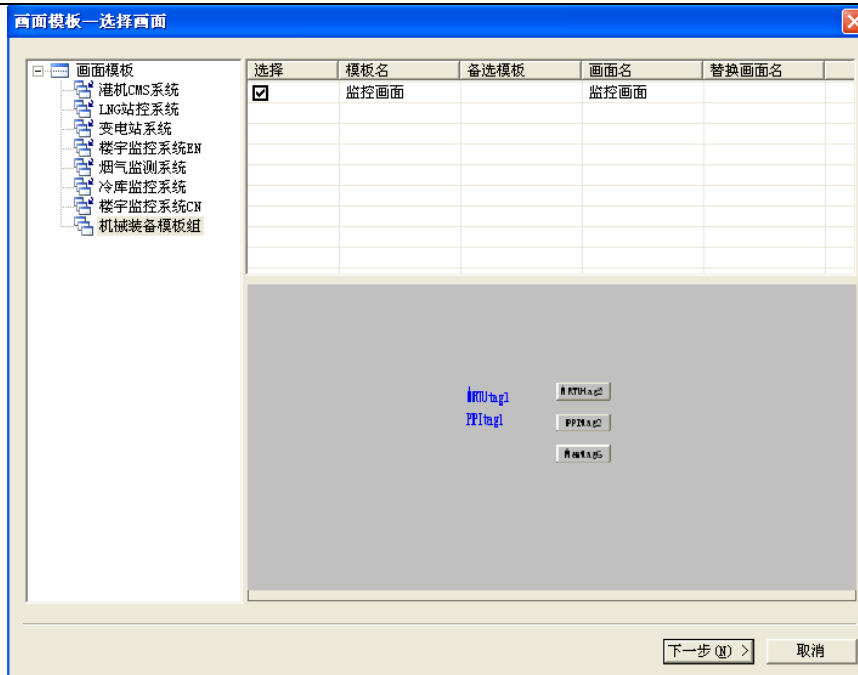 画面模板—选择画面
画面模板
港机CMS系统
LNG站控系统
变电站系统
楼宇监控系统EN
烟气监测系统
冷库监控系统
楼宇监控系统CN
机械装备模板组
选择 模板名 备选模板 画面名 替换画面名
监控画面 监控画面
PPItag1
下一步(N) > 取消